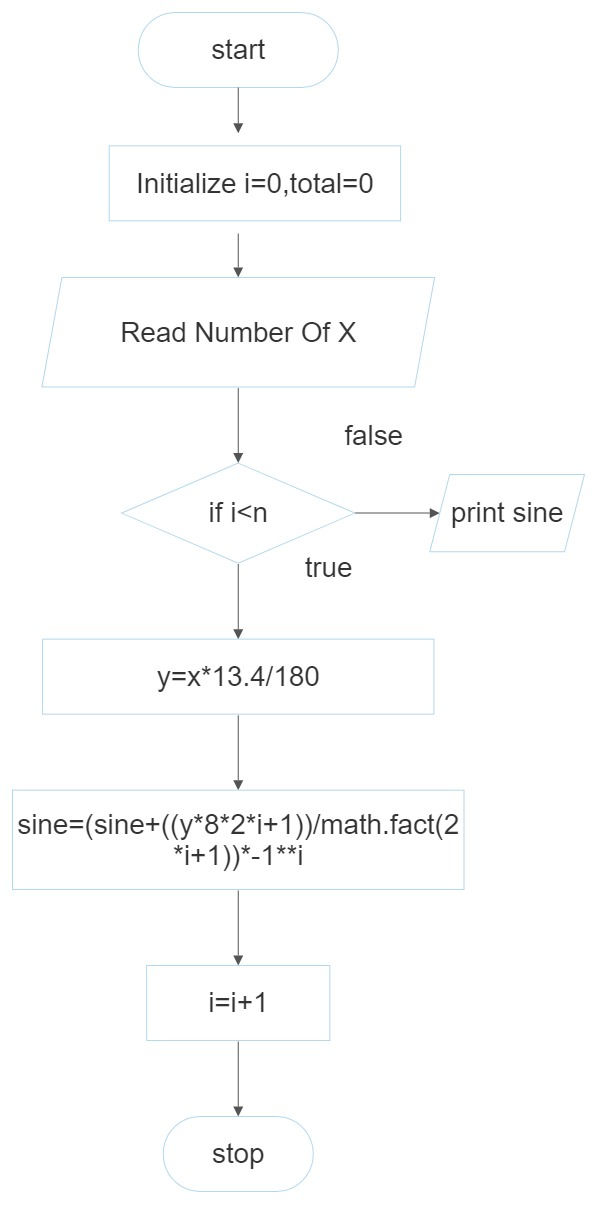 start
Initialize i=0,total=0
Read Number Of X
false
if i<n
print sine
true
y=x*13.4/180
sine=(sine+((y*8*2*i+1))/math.fact(2
*i+1))*-1**i
i=i+1
stop